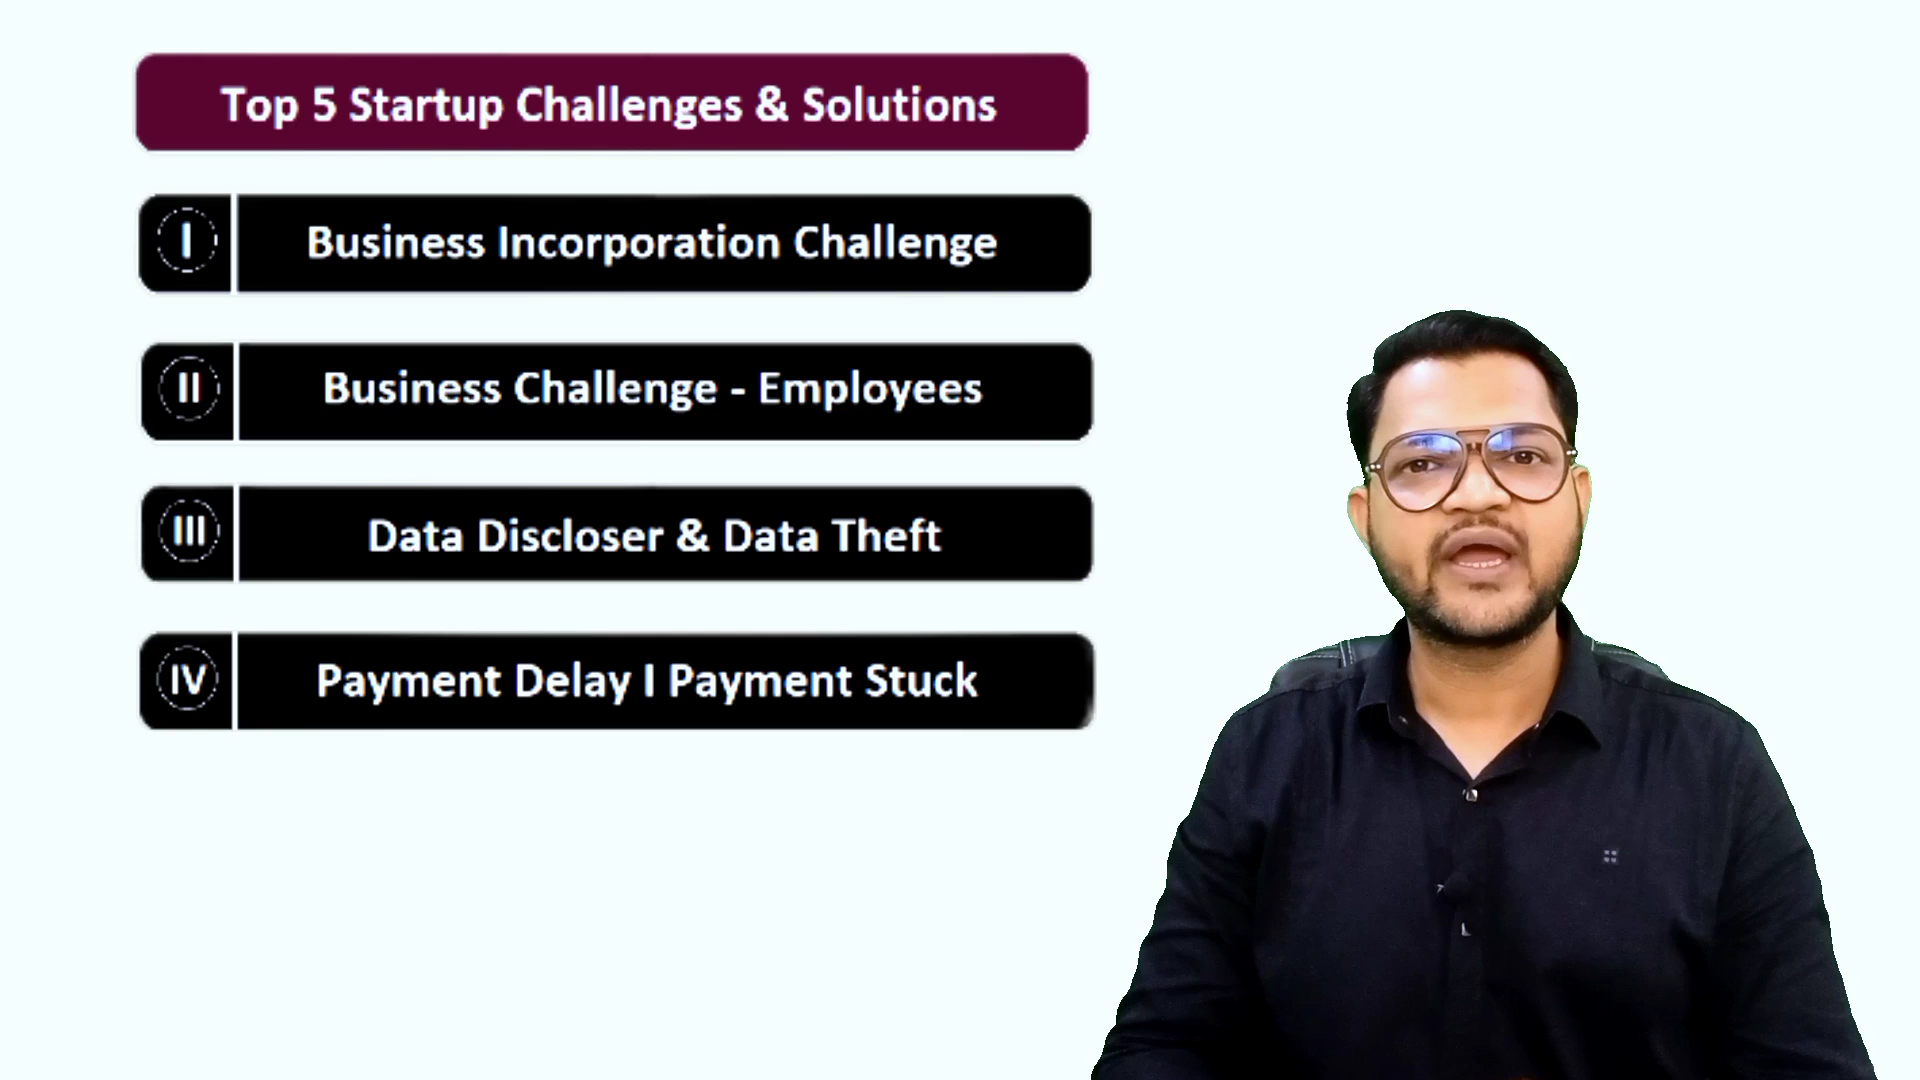 Top 5 Startup Challenges & Solutions
I Business Incorporation Challenge
II Business Challenge - Employees
III Data Discloser & Data Theft
IV Payment Delay I Payment Stuck